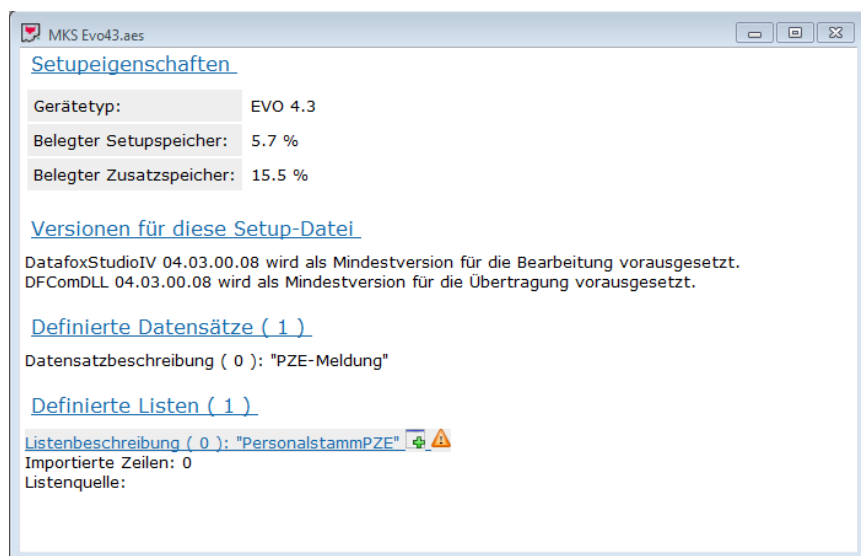 MKS Evo43.aes
Setupeigenschaften
Gerätetyp: EVO 4.3
Belegter Setupspeicher: 5.7 %
Belegter Zusatzspeicher: 15.5 %
Versionen für diese Setup-Datei
DatafoxStudioIV 04.03.00.08 wird als Mindestversion für die Bearbeitung vorausgesetzt.
DFComDLL 04.03.00.08 wird als Mindestversion für die Übertragung vorausgesetzt.
Definierte Datensätze ( 1 )
Datensatzbeschreibung ( 0 ): "PZE-Meldung"
Definierte Listen ( 1 )
Listenbeschreibung ( 0 ): "PersonalstammPZE"
Importierte Zeilen: 0
Listenquelle: